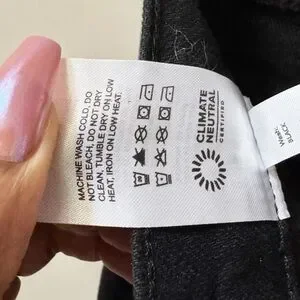 MACHINE WASH COLD, DO
NOT BLEACH, DO NOT DRY
CLEAN, TUMBLE DRY ON LOW
HEAT, IRON ON LOW HEAT.
CLIMATE
NEUTRAL
CERTIFIED
Wash:
BLACK